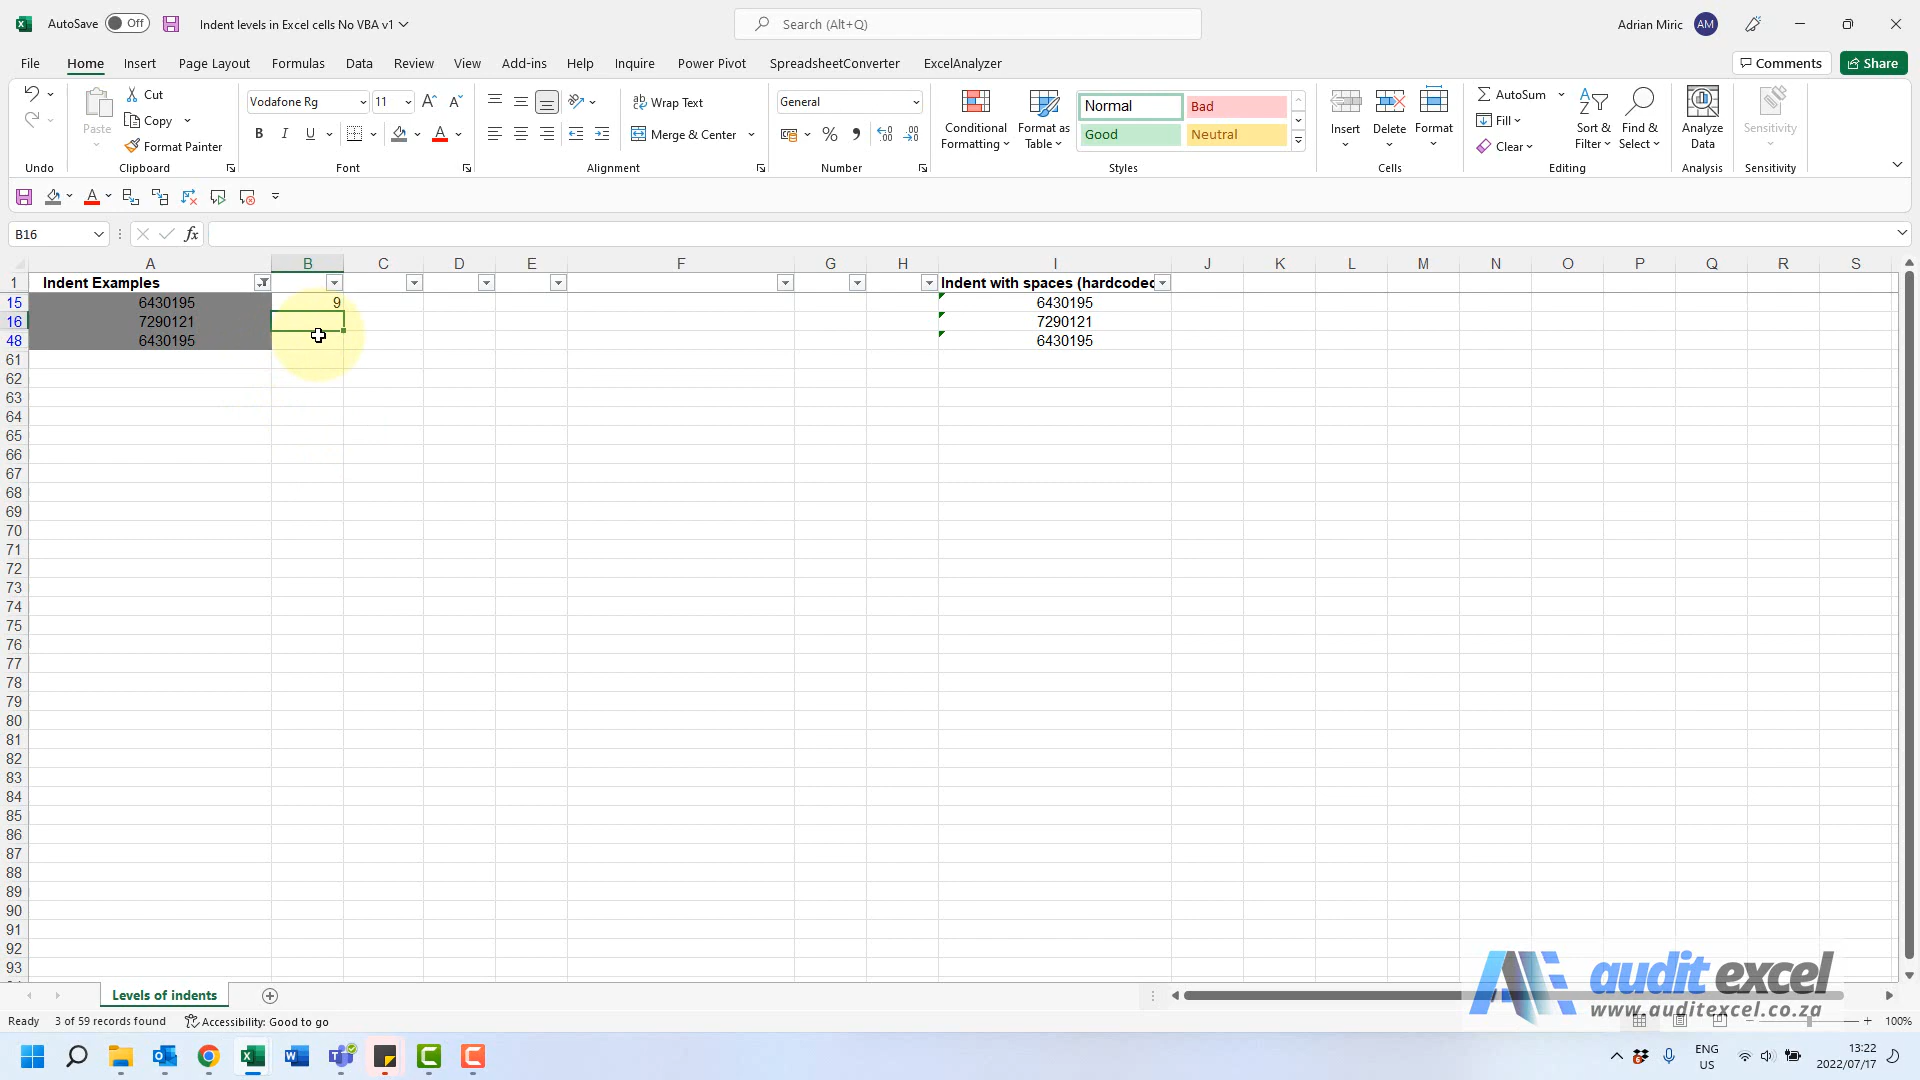 AutoSave Off Indent levels in Excel cells No VBA v1 Search (Alt+Q) Adrian Miric AM
File Home Insert Page Layout Formulas Data Review View Add-ins Help Inquire Power Pivot SpreadsheetConverter ExcelAnalyzer Comments Share
Paste Cut Copy Format Painter
Vodafone Rg 11 B I U A
ab Wrap Text Merge & Center
General % 9
Conditional Formatting Format as Table Normal Bad Good Neutral
Insert Delete Format
AutoSum Fill Clear Sort & Filter Find & Select
Analyze Data Sensitivity
Undo Clipboard Font Alignment Number Styles Cells Editing Analysis Sensitivity
B16 fx
A B C D E F G H I J K L M N O P Q R S
1 Indent Examples Indent with spaces (hardcoded
15 6430195 9 6430195
16 7290121 7290121
48 6430195 6430195
61
62
63
64
65
66
67
68
69
70
71
72
73
74
75
76
77
78
79
80
81
82
83
84
85
86
87
88
89
90
91
92
93
audit excel
www.auditexcel.co.za
Levels of indents
Ready 3 of 59 records found Accessibility: Good to go 100%
ENG 13:22
US 2022/07/17